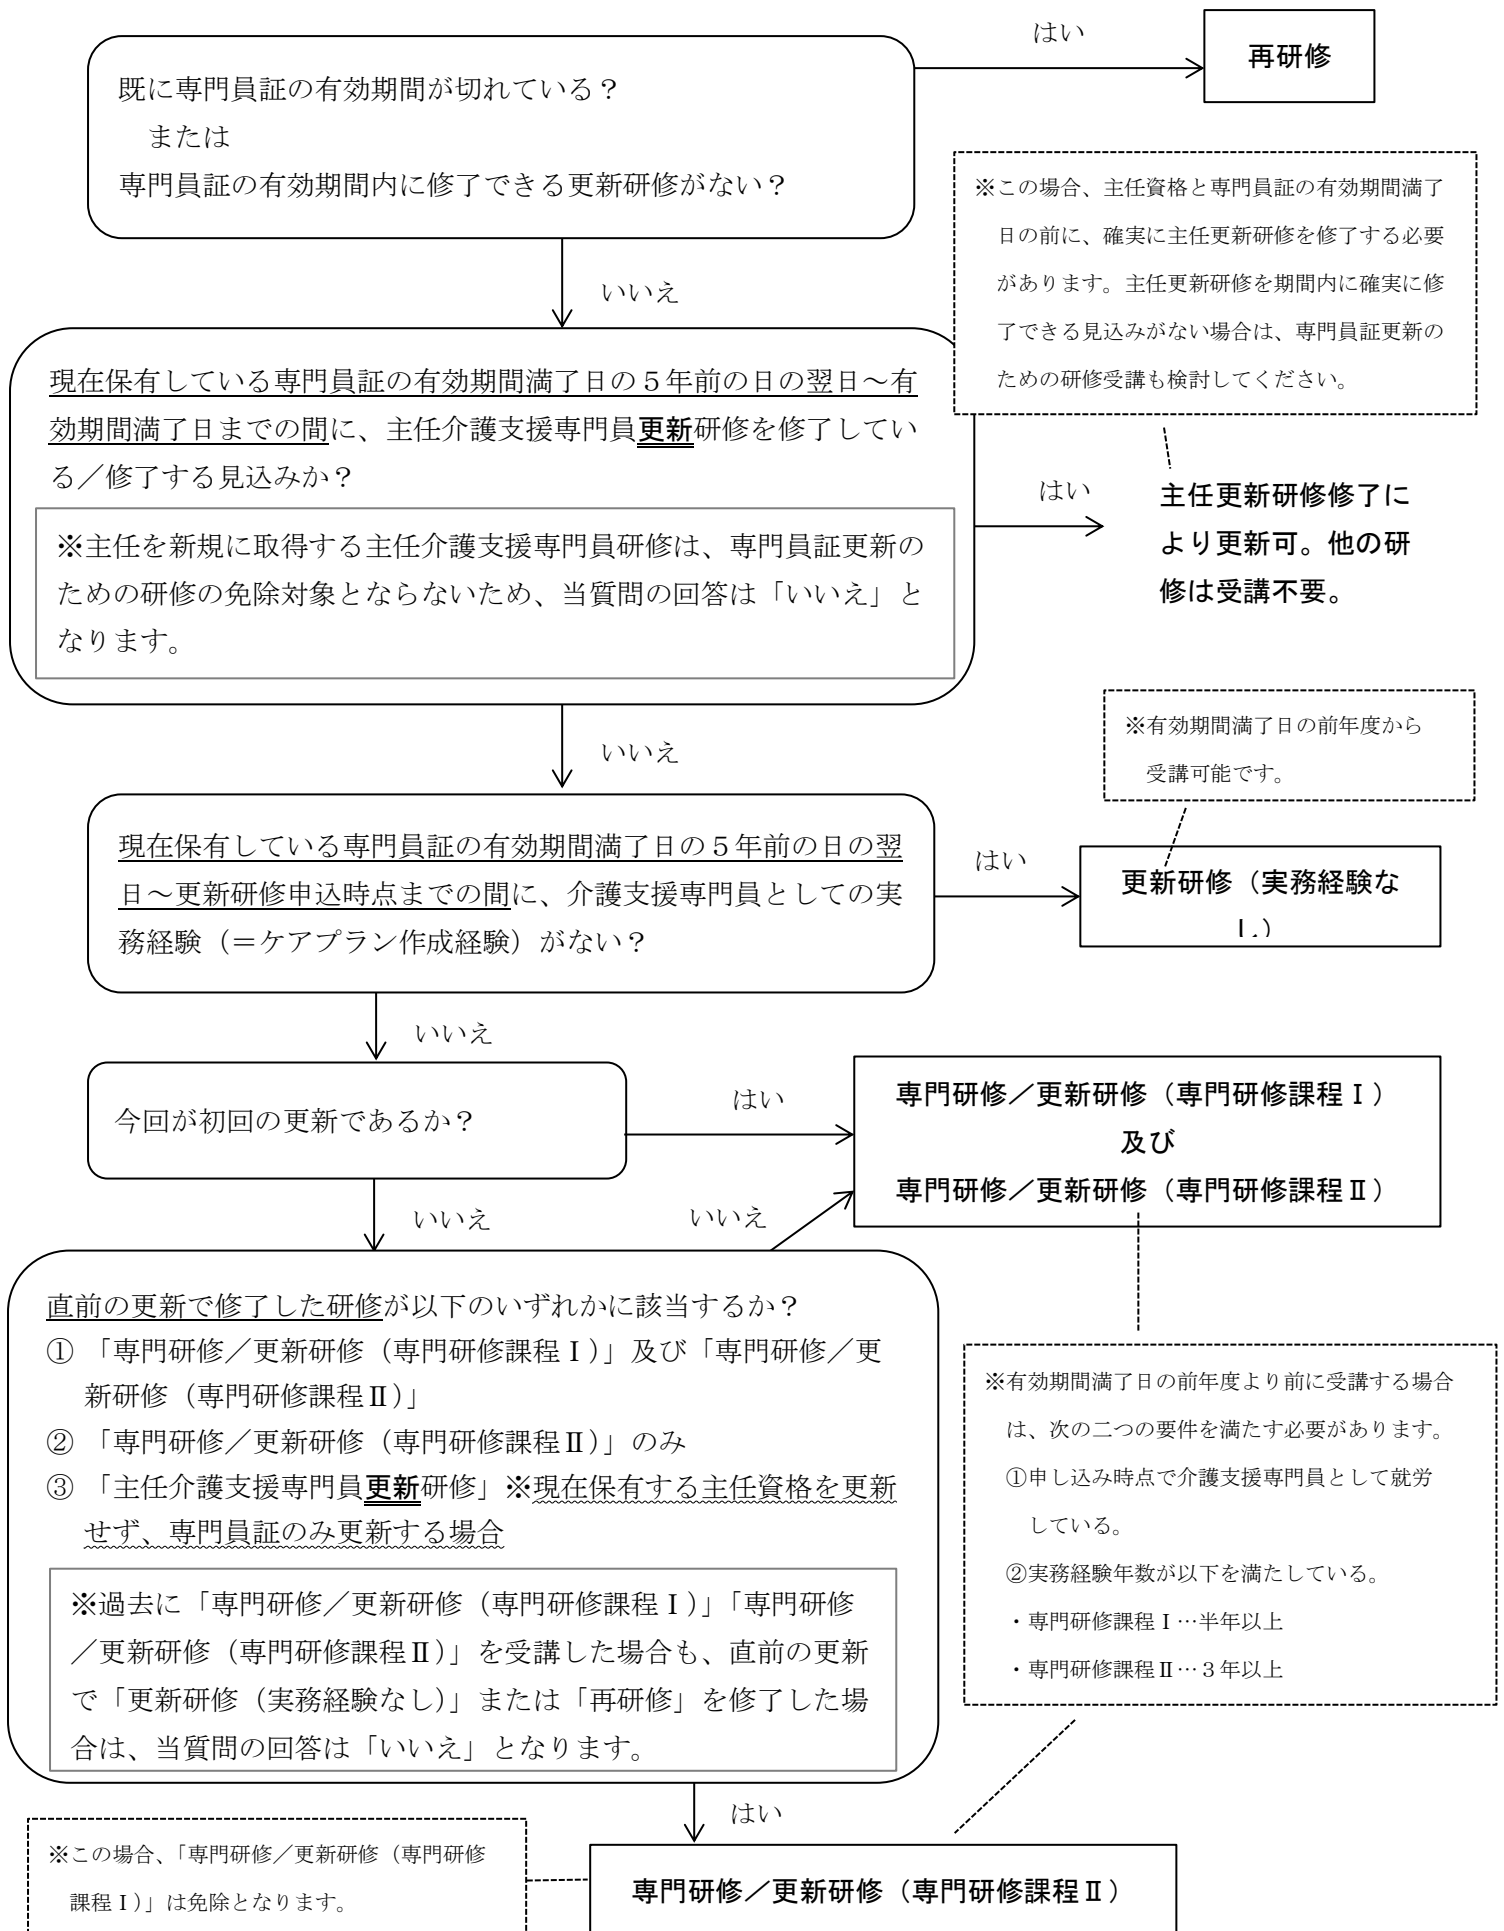 はい
再研修
既に専門員証の有効期間が切れている？
または
専門員証の有効期間内に修了できる更新研修がない？
※この場合、主任資格と専門員証の有効期間満了
日の前に、確実に主任更新研修を修了する必要
があります。主任更新研修を期間内に確実に修
了できる見込みがない場合は、専門員証更新の
ための研修受講も検討してください。
いいえ
現在保有している専門員証の有効期間満了日の５年前の日の翌日～有
効期間満了日までの間に、主任介護支援専門員更新研修を修了してい
る／修了する見込みか？
※主任を新規に取得する主任介護支援専門員研修は、専門員証更新の
ための研修の免除対象とならないため、当質問の回答は「いいえ」と
なります。
はい
主任更新研修修了に
より更新可。他の研
修は受講不要。
いいえ
※有効期間満了日の前年度から
受講可能です。
現在保有している専門員証の有効期間満了日の５年前の日の翌
日～更新研修申込時点までの間に、介護支援専門員としての実
務経験（＝ケアプラン作成経験）がない？
はい
更新研修（実務経験な
し）
いいえ
今回が初回の更新であるか？
はい
専門研修／更新研修（専門研修課程Ⅰ）
及び
専門研修／更新研修（専門研修課程Ⅱ）
いいえ
いいえ
直前の更新で修了した研修が以下のいずれかに該当するか？
① 「専門研修／更新研修（専門研修課程Ⅰ）」及び「専門研修／更
新研修（専門研修課程Ⅱ）」
② 「専門研修／更新研修（専門研修課程Ⅱ）」のみ
③ 「主任介護支援専門員更新研修」※現在保有する主任資格を更新
せず、専門員証のみ更新する場合
※過去に「専門研修／更新研修（専門研修課程Ⅰ）」「専門研修
／更新研修（専門研修課程Ⅱ）」を受講した場合も、直前の更新
で「更新研修（実務経験なし）」または「再研修」を修了した場
合は、当質問の回答は「いいえ」となります。
※有効期間満了日の前年度より前に受講する場合
は、次の二つの要件を満たす必要があります。
①申し込み時点で介護支援専門員として就労
している。
②実務経験年数が以下を満たしている。
・専門研修課程Ⅰ…半年以上
・専門研修課程Ⅱ…３年以上
はい
※この場合、「専門研修／更新研修（専門研修
課程Ⅰ）」は免除となります。
専門研修／更新研修（専門研修課程Ⅱ）